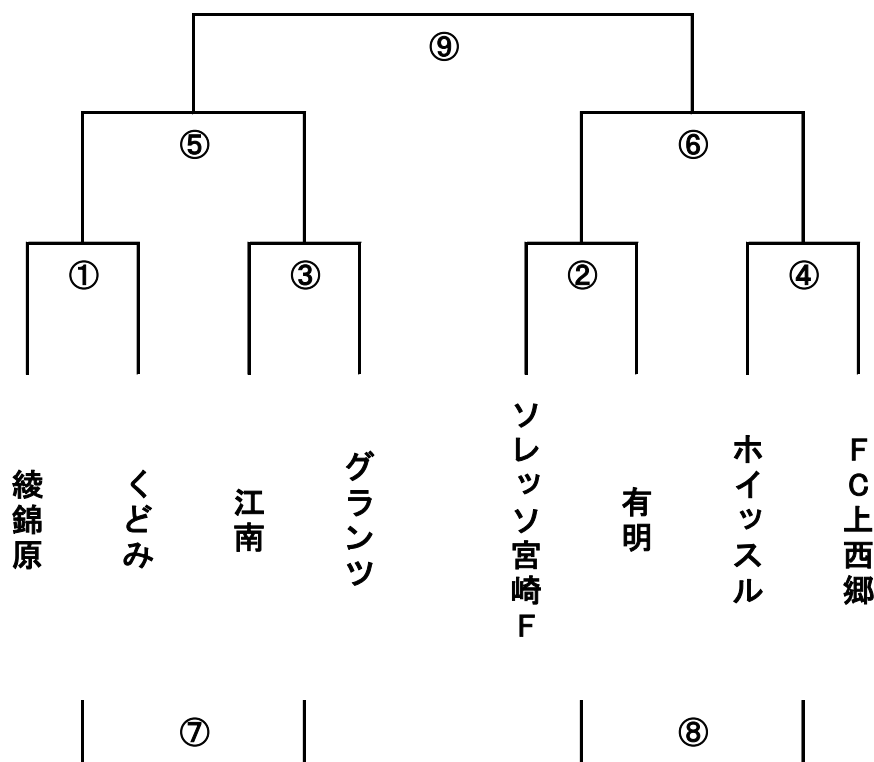 ⑨
⑤
⑥
①
③
②
④
綾錦原
くどみ
江南
グランツ
ソレッソ宮崎F
有明
ホイッスル
FC上西郷
⑦
⑧